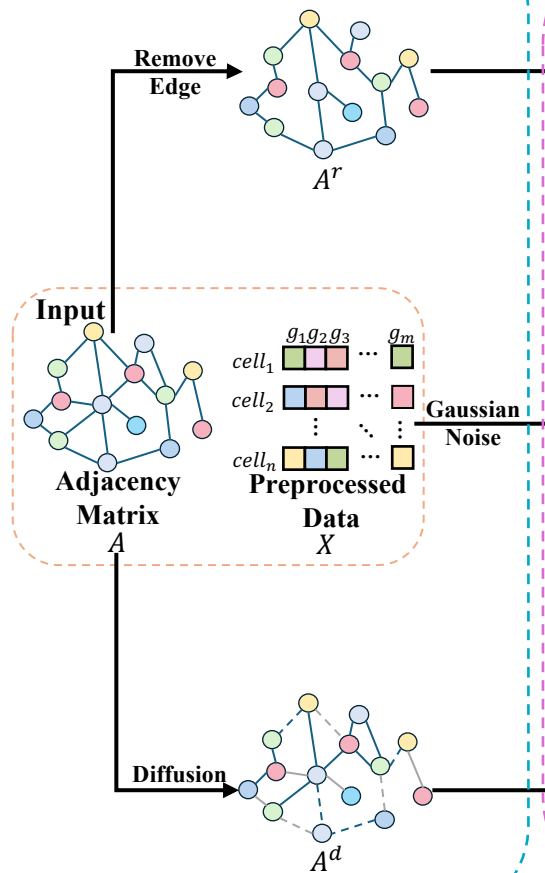 Remove
Edge
A^r
Input
g_1 g_2 g_3 ⋯ g_m
cell_1 ⋯
cell_2 ⋯
⋮ ⋱ ⋮
cell_n ⋯
Adjacency
Matrix
A
Preprocessed
Data
X
Gaussian
Noise
Diffusion
A^d